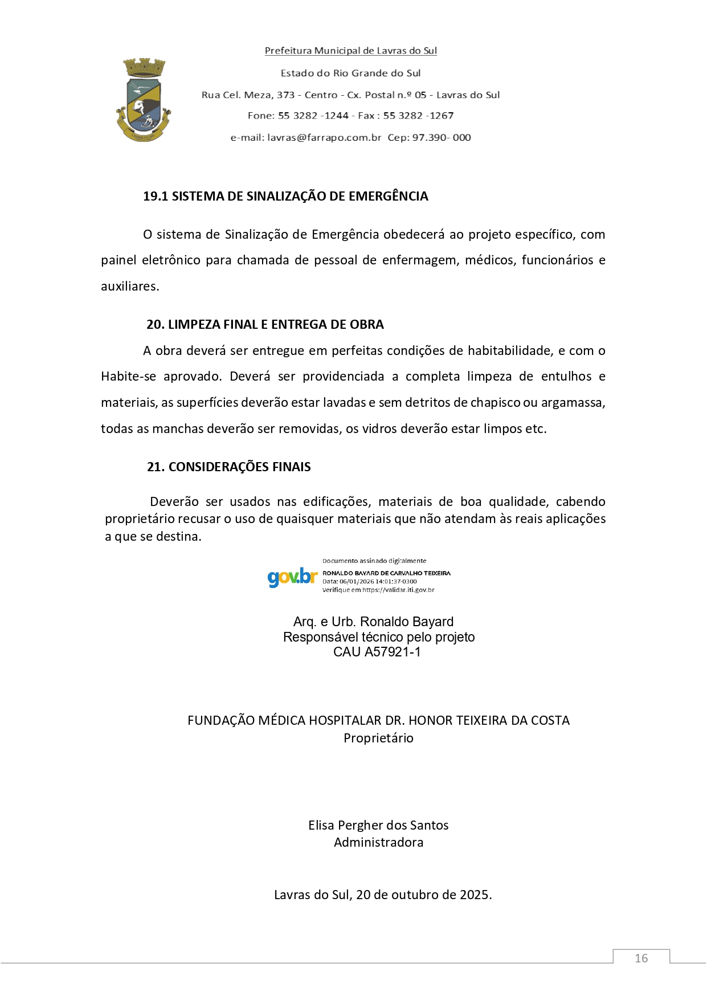 Prefeitura Municipal de Lavras do Sul
Estado do Rio Grande do Sul
Rua Cel. Meza, 373 - Centro - Cx. Postal n.º 05 - Lavras do Sul
Fone: 55 3282 -1244 - Fax : 55 3282 -1267
e-mail: lavras@farrapo.com.br Cep: 97.390- 000
LAVRAS DO SUL
19.1 SISTEMA DE SINALIZAÇÃO DE EMERGÊNCIA
O sistema de Sinalização de Emergência obedecerá ao projeto específico, com
painel eletrônico para chamada de pessoal de enfermagem, médicos, funcionários e
auxiliares.
20. LIMPEZA FINAL E ENTREGA DE OBRA
A obra deverá ser entregue em perfeitas condições de habitabilidade, e com o
Habite-se aprovado. Deverá ser providenciada a completa limpeza de entulhos e
materiais, as superfícies deverão estar lavadas e sem detritos de chapisco ou argamassa,
todas as manchas deverão ser removidas, os vidros deverão estar limpos etc.
21. CONSIDERAÇÕES FINAIS
Deverão ser usados nas edificações, materiais de boa qualidade, cabendo
proprietário recusar o uso de quaisquer materiais que não atendam às reais aplicações
a que se destina.
gov.br
Documento assinado digitalmente
RONALDO BAYARD DE CARVALHO TEIXEIRA
Data: 06/01/2026 14:01:37-0300
Verifique em https://validar.iti.gov.br
Arq. e Urb. Ronaldo Bayard
Responsável técnico pelo projeto
CAU A57921-1
FUNDAÇÃO MÉDICA HOSPITALAR DR. HONOR TEIXEIRA DA COSTA
Proprietário
Elisa Pergher dos Santos
Administradora
Lavras do Sul, 20 de outubro de 2025.
16